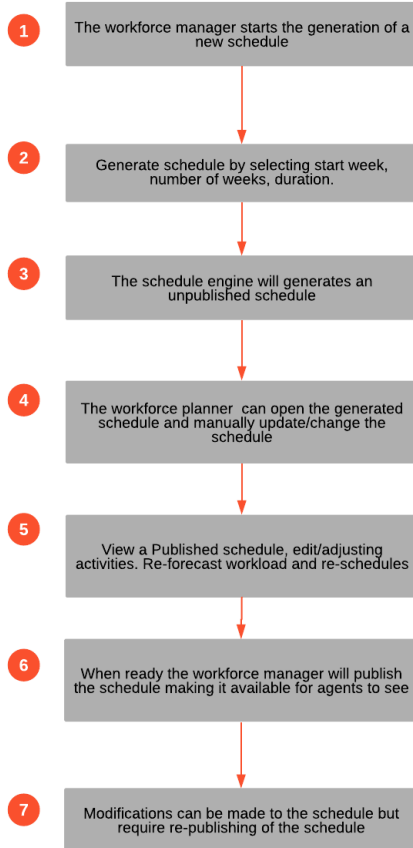 1
The workforce manager starts the generation of a
new schedule
2
Generate schedule by selecting start week,
number of weeks, duration.
3
The schedule engine will generates an
unpublished schedule
4
The workforce planner  can open the generated
schedule and manually update/change the
schedule
5
View a Published schedule, edit/adjusting
activities. Re-forecast workload and re-schedules
6
When ready the workforce manager will publish
the schedule making it available for agents to see
7
Modifications can be made to the schedule but
require re-publishing of the schedule